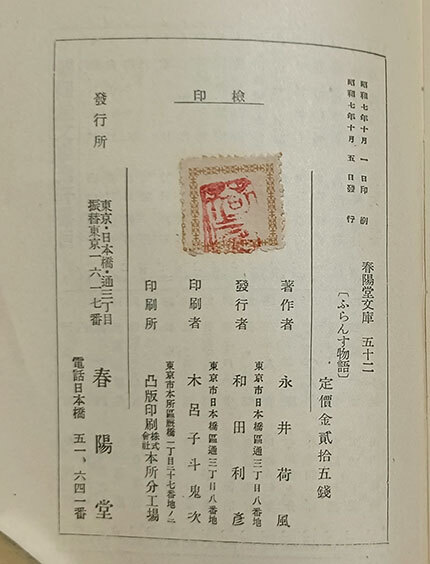 昭和七年十月一日印刷
昭和七年十月五日發行
春陽堂文庫 五十二
〔ふらんす物語〕
定價金貳拾五錢
檢印
著作者 永井荷風
東京市日本橋區通三丁目八番地
發行者 和田利彥
東京市日本橋區通三丁目八番地
印刷者 木呂子斗鬼次
東京市本所區厩橋一丁目二十七番地ノ二
印刷所 凸版印刷株式會社本所分工場
發行所
東京・日本橋・通三丁目
振替東京一六一七番
春陽堂
電話日本橋 五一、六四一番